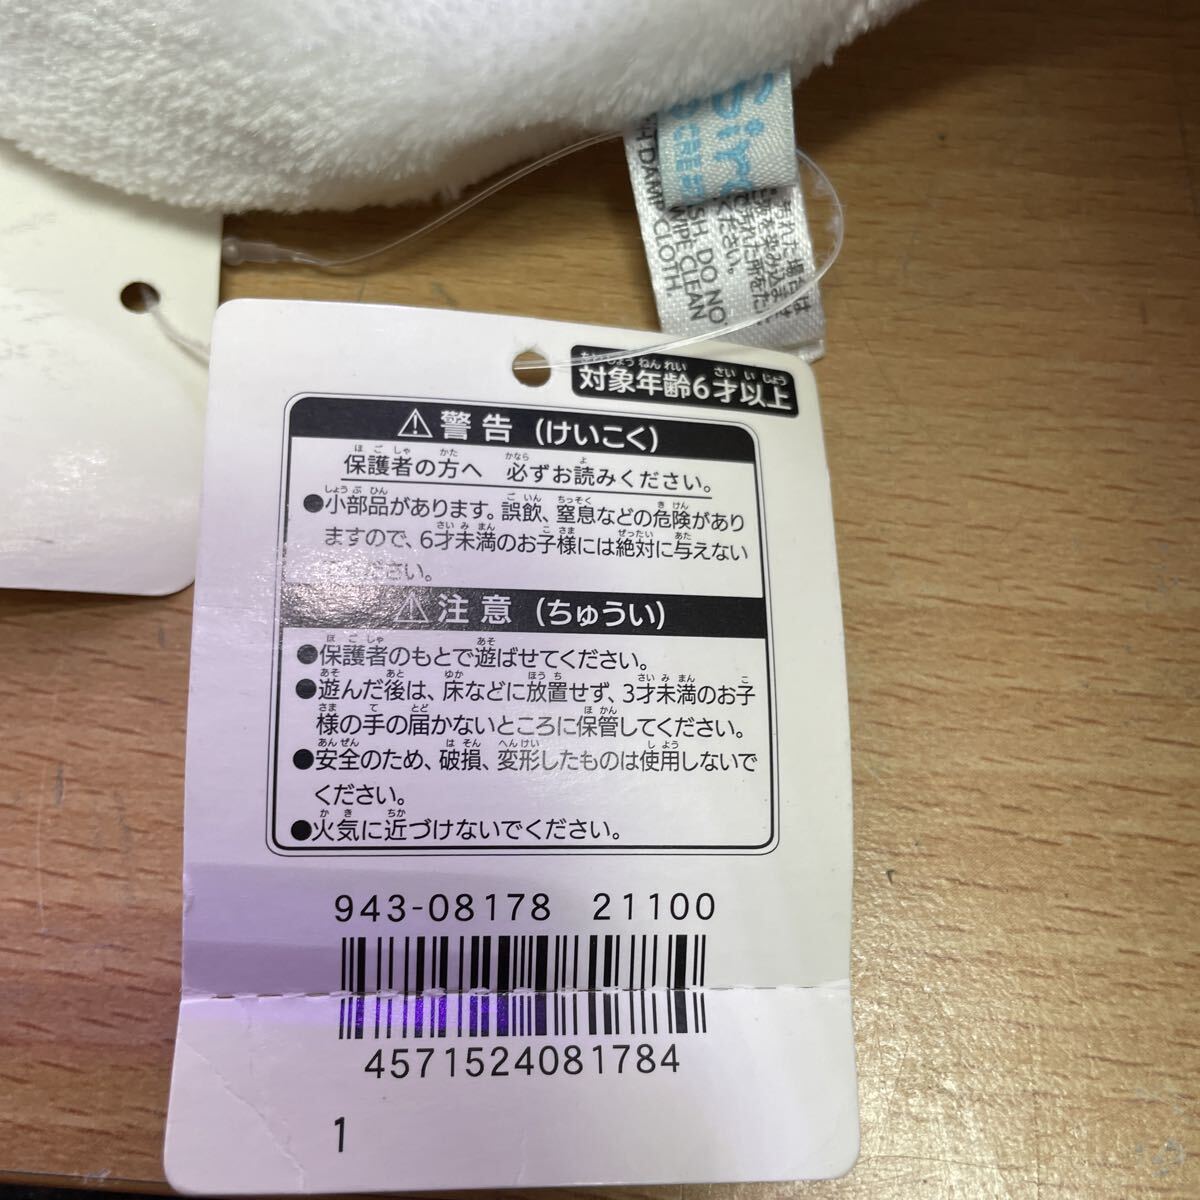 対象年齢6才以上
⚠警告（けいこく）
保護者の方へ 必ずお読みください。
●小部品があります。誤飲、窒息などの危険があり
ますので、6才未満のお子様には絶対に与えない
ださい。
⚠注意（ちゅうい）
●保護者のもとで遊ばせてください。
●遊んだ後は、床などに放置せず、3才未満のお子
様の手の届かないところに保管してください。
●安全のため、破損、変形したものは使用しないで
ください。
●火気に近づけないでください。
943-08178 21100
4571524081784
1
DO NO
WIPE CLEAN
DAMP CLOTH
ください。